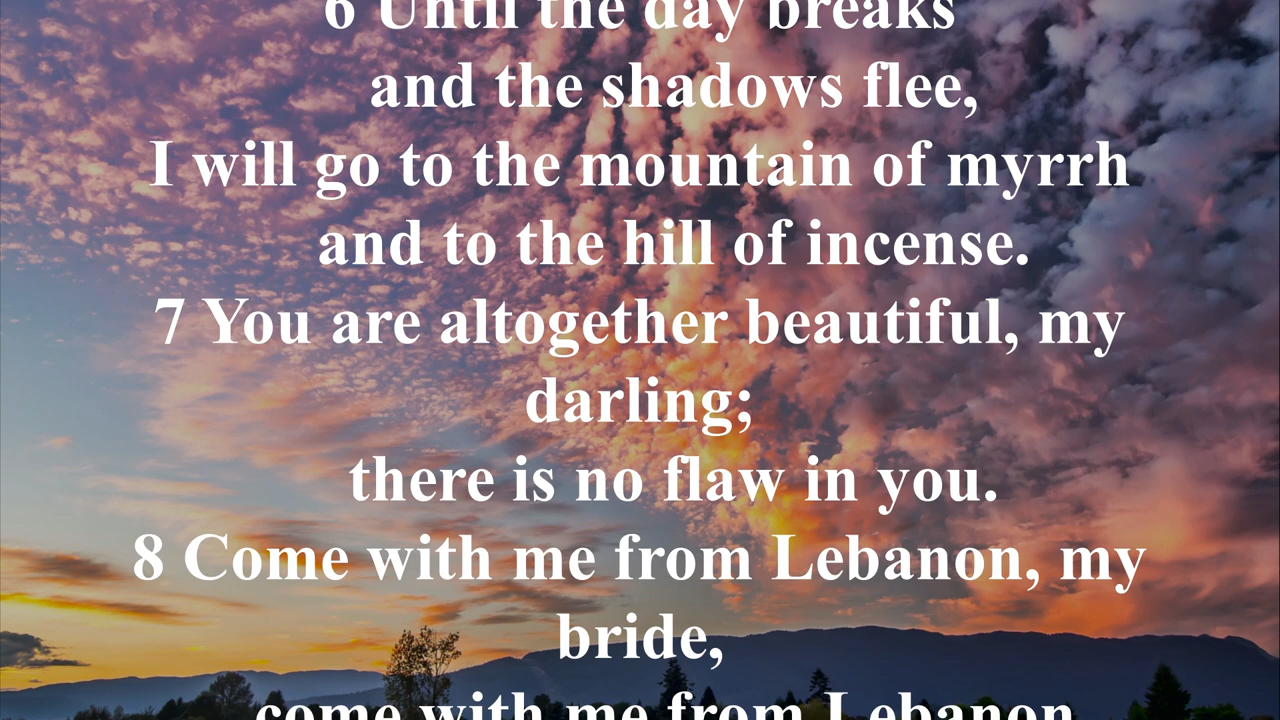 6 Until the day breaks
and the shadows flee,
I will go to the mountain of myrrh
and to the hill of incense.
7 You are altogether beautiful, my
darling;
there is no flaw in you.
8 Come with me from Lebanon, my
bride,
come with me from Lebanon